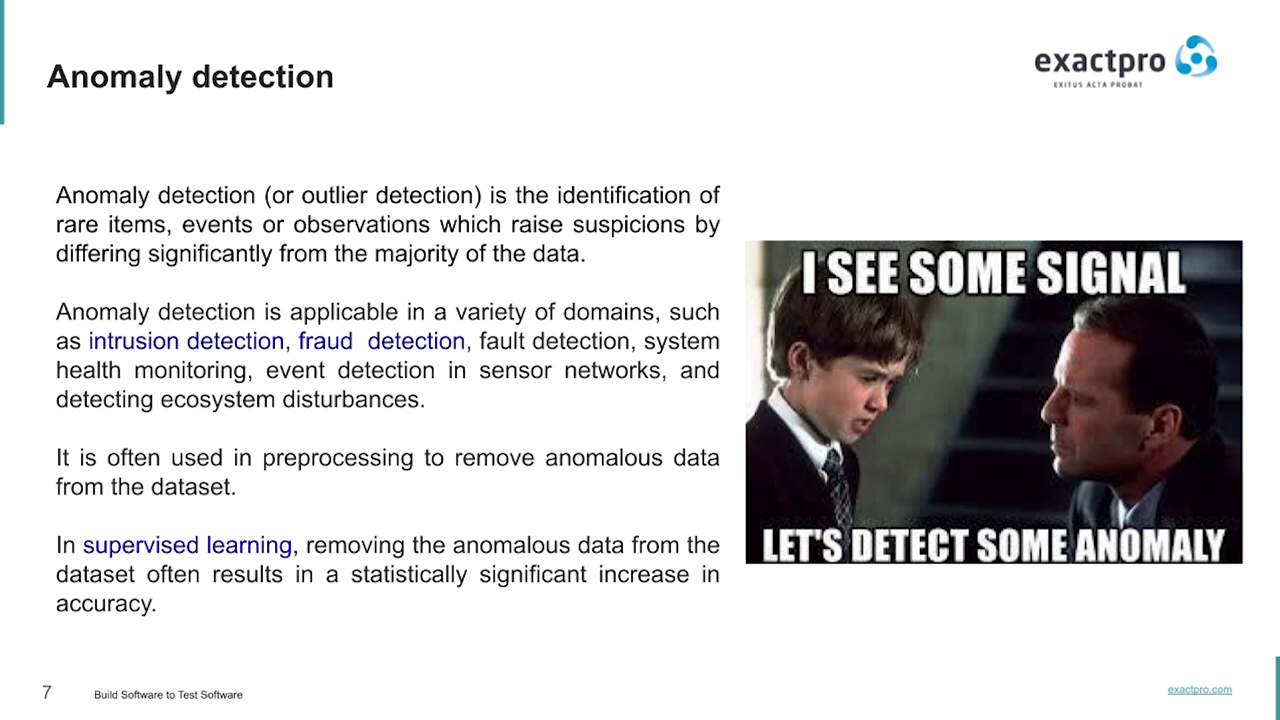 Anomaly detection
exactpro
EXITUS ACTA PROBAT
Anomaly detection (or outlier detection) is the identification of
rare items, events or observations which raise suspicions by
differing significantly from the majority of the data.
Anomaly detection is applicable in a variety of domains, such
as intrusion detection, fraud detection, fault detection, system
health monitoring, event detection in sensor networks, and
detecting ecosystem disturbances.
It is often used in preprocessing to remove anomalous data
from the dataset.
In supervised learning, removing the anomalous data from the
dataset often results in a statistically significant increase in
accuracy.
I SEE SOME SIGNAL
LET'S DETECT SOME ANOMALY
7
Build Software to Test Software
exactpro.com